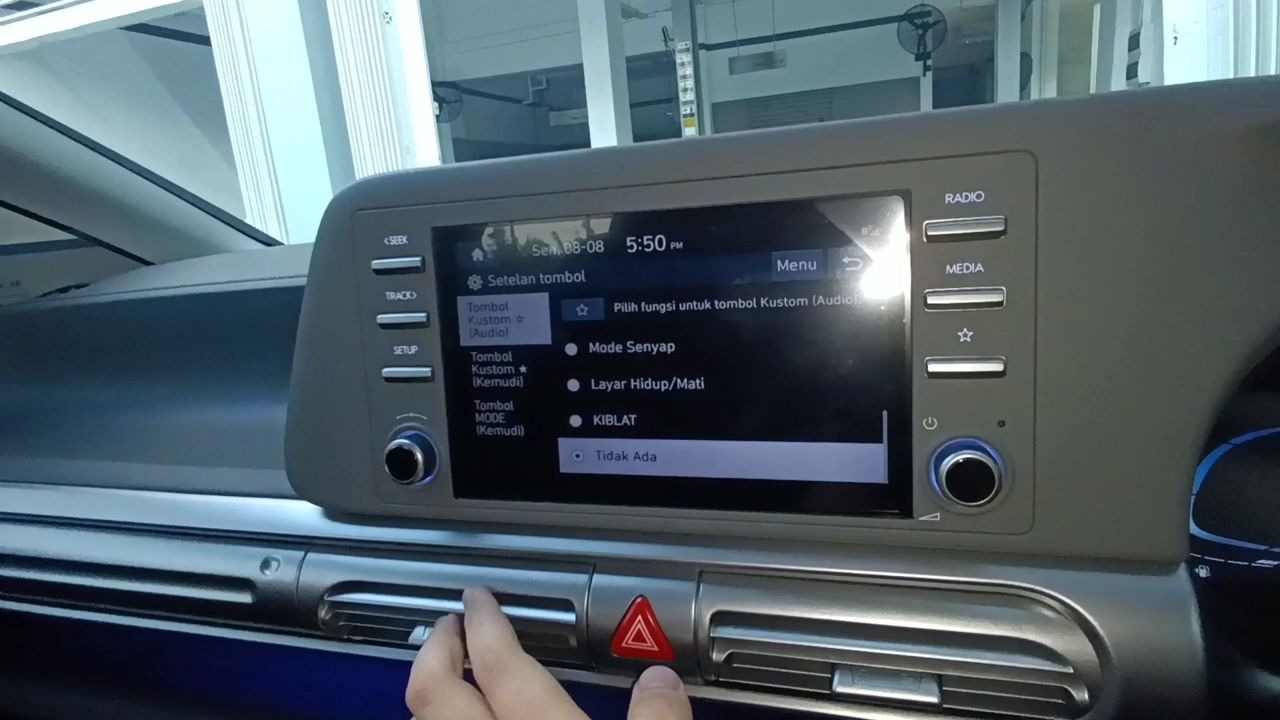 <SEEK
TRACK>
SETUP
Sen, 08-08 5:50 PM
Setelan tombol
Menu
Tombol
Kustom ☆
(Audio)
Tombol
Kustom ★
(Kemudi)
Tombol
MODE
(Kemudi)
☆ Pilih fungsi untuk tombol Kustom (Audio).
Mode Senyap
Layar Hidup/Mati
KIBLAT
Tidak Ada
RADIO
MEDIA
☆